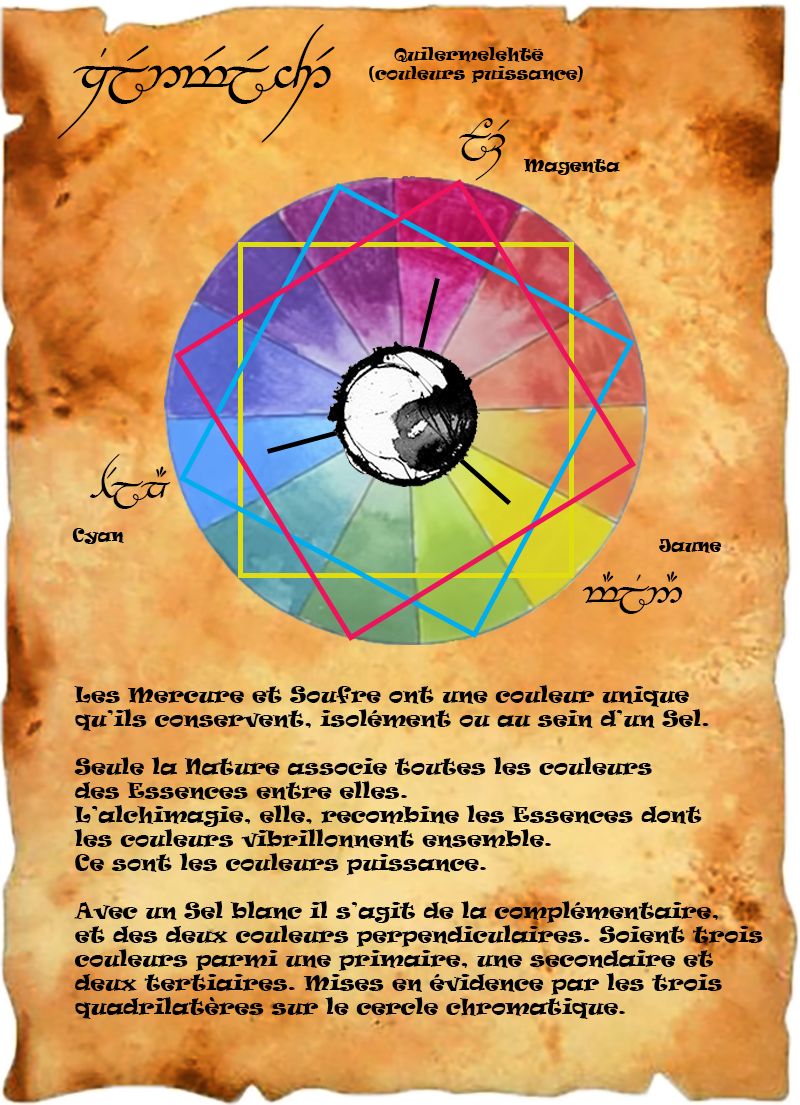 Quilermelehtë
(couleurs puissance)
Magenta
Cyan
Jaune
Les Mercure et Soufre ont une couleur unique
qu'ils conservent, isolément ou au sein d'un Sel.
Seule la Nature associe toutes les couleurs
des Essences entre elles.
L'alchimagie, elle, recombine les Essences dont
les couleurs vibrillonnent ensemble.
Ce sont les couleurs puissance.
Avec un Sel blanc il s'agit de la complémentaire,
et des deux couleurs perpendiculaires. Soient trois
couleurs parmi une primaire, une secondaire et
deux tertiaires. Mises en évidence par les trois
quadrilatères sur le cercle chromatique.